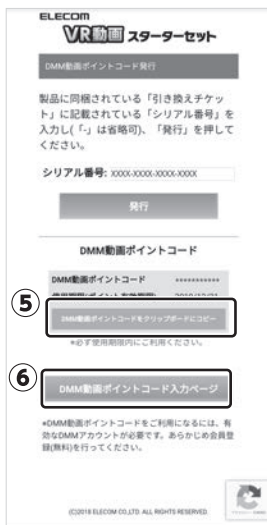 ELECOM
VR動画 スターターセット
DMM動画ポイントコード発行
製品に同梱されている「引き換えチケッ
ト」に記載されている「シリアル番号」を
入力し(「-」は省略可)、「発行」を押して
ください。
シリアル番号: XXXX-XXXX-XXXX-XXXX
発行
DMM動画ポイントコード
DMM動画ポイントコード ***********
⑤
DMM動画ポイントコードをクリップボードにコピー
*必ず使用期限内にご利用ください。
⑥
DMM動画ポイントコード入力ページ
*DMM動画ポイントコードをご利用になるには、有
効なDMMアカウントが必要です。あらかじめ会員登
録(無料)を行ってください。
(C)2018 ELECOM CO.,LTD. ALL RIGHTS RESERVED.